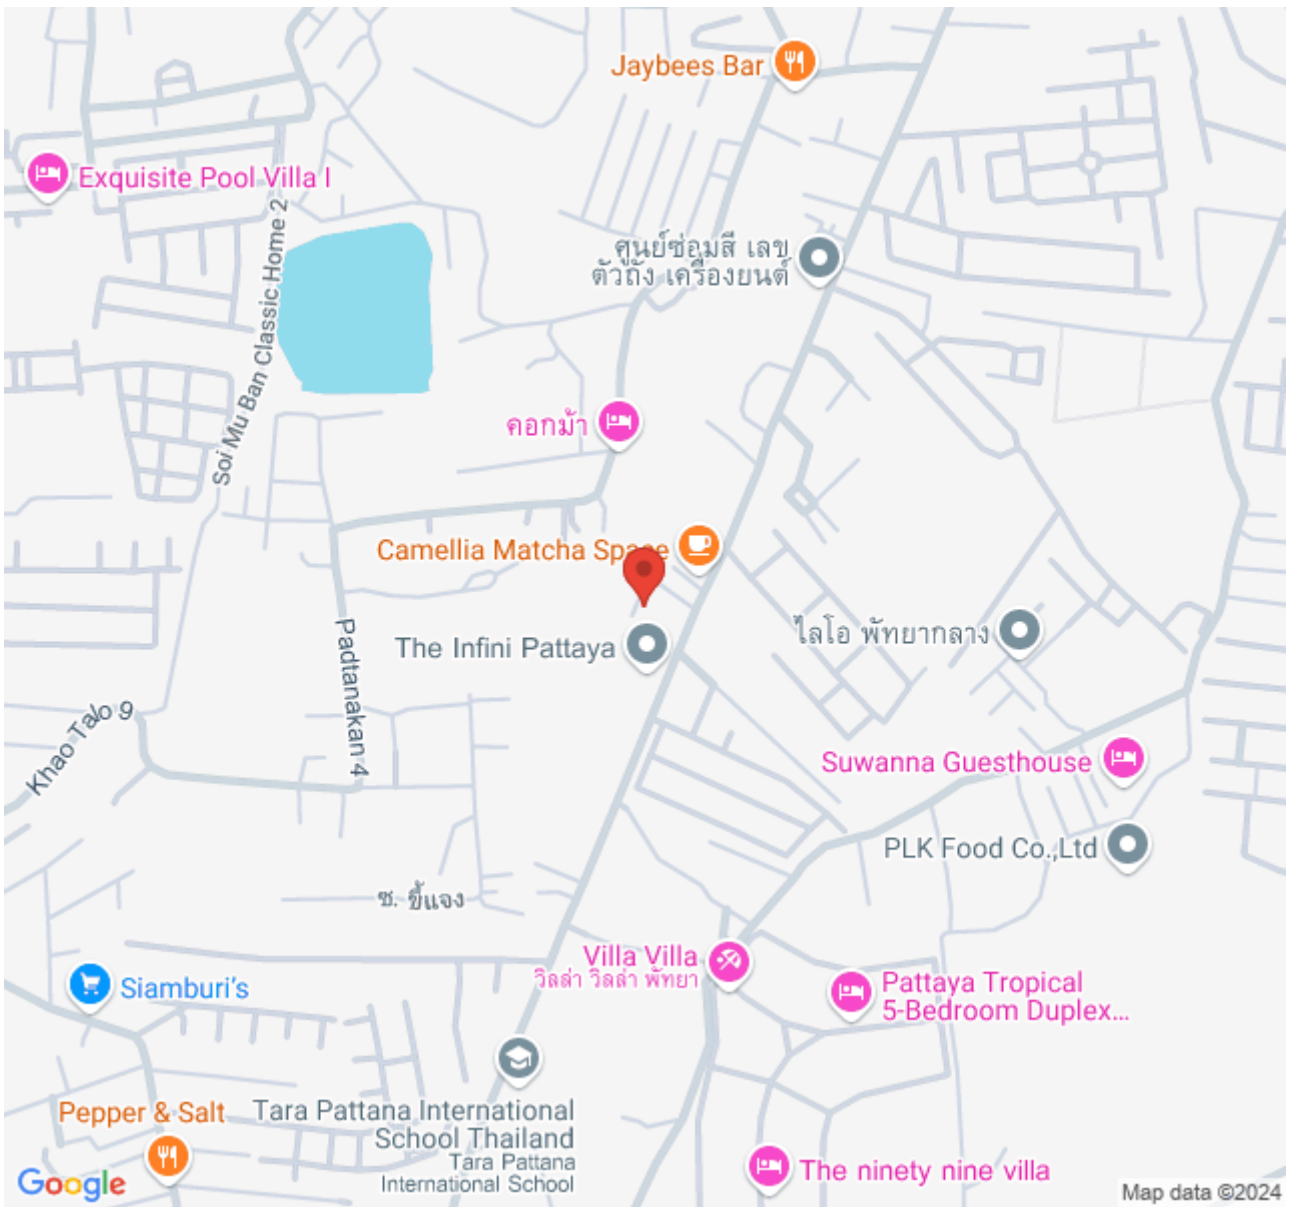 Jaybees Bar
Exquisite Pool Villa I
Soi Mu Ban Classic Home 2
ศูนย์ซ่อมสี เลข
ตัวถัง เครื่องยนต์
คอกม้า
Camellia Matcha Space
The Infini Pattaya
ไลโอ พัทยากลาง
Padtanakan 4
Khao Talo 9
Suwanna Guesthouse
PLK Food Co.,Ltd
ซ. ขี้แจง
Villa Villa
วิลล่า วิลล่า พัทยา
Siamburi's
Pattaya Tropical
5-Bedroom Duplex...
Pepper & Salt
Tara Pattana International
School Thailand
Tara Pattana
International School
The ninety nine villa
Google
Map data ©2024